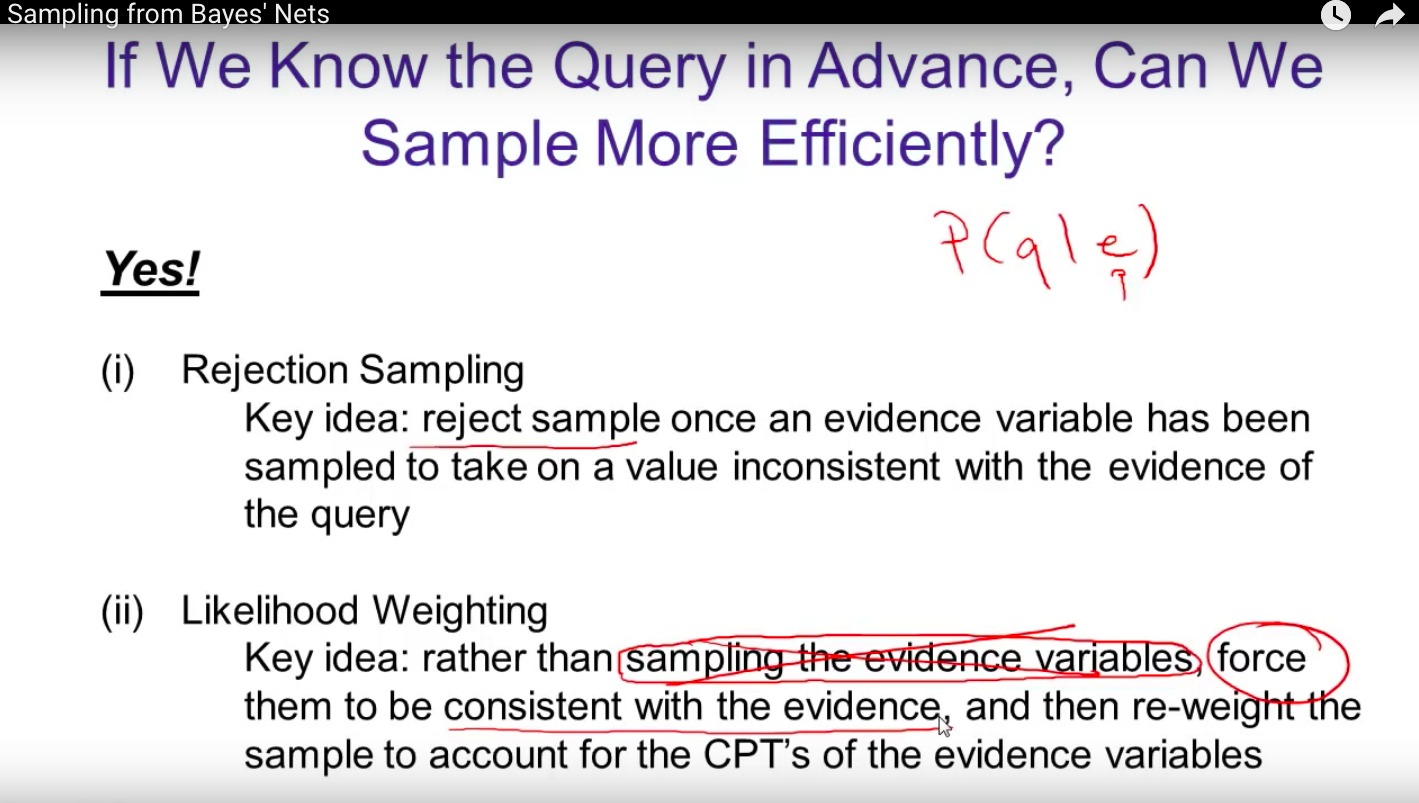 Sampling from Bayes' Nets
If We Know the Query in Advance, Can We
Sample More Efficiently?
P(q|e)
Yes!
(i) Rejection Sampling
Key idea: reject sample once an evidence variable has been
sampled to take on a value inconsistent with the evidence of
the query
(ii) Likelihood Weighting
Key idea: rather than sampling the evidence variables, force
them to be consistent with the evidence, and then re-weight the
sample to account for the CPT's of the evidence variables